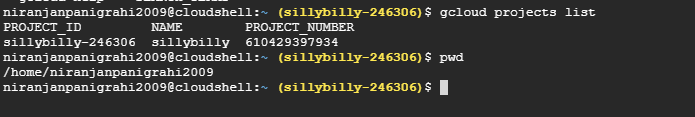 niranjanpanigrahi2009@cloudshell:~ (sillybilly-246306)$ gcloud projects list
PROJECT_ID NAME PROJECT_NUMBER
sillybilly-246306 sillybilly 610429397934
niranjanpanigrahi2009@cloudshell:~ (sillybilly-246306)$ pwd
/home/niranjanpanigrahi2009
niranjanpanigrahi2009@cloudshell:~ (sillybilly-246306)$